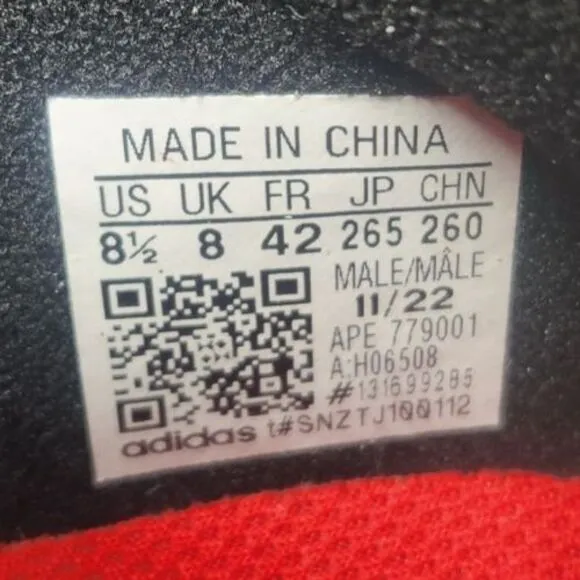 MADE IN CHINA
US UK FR JP CHN
8½ 8 42 265 260
MALE/MÂLE
11/22
APE 779001
A:H06508
#131699285
adidas t#SNZTJ100112